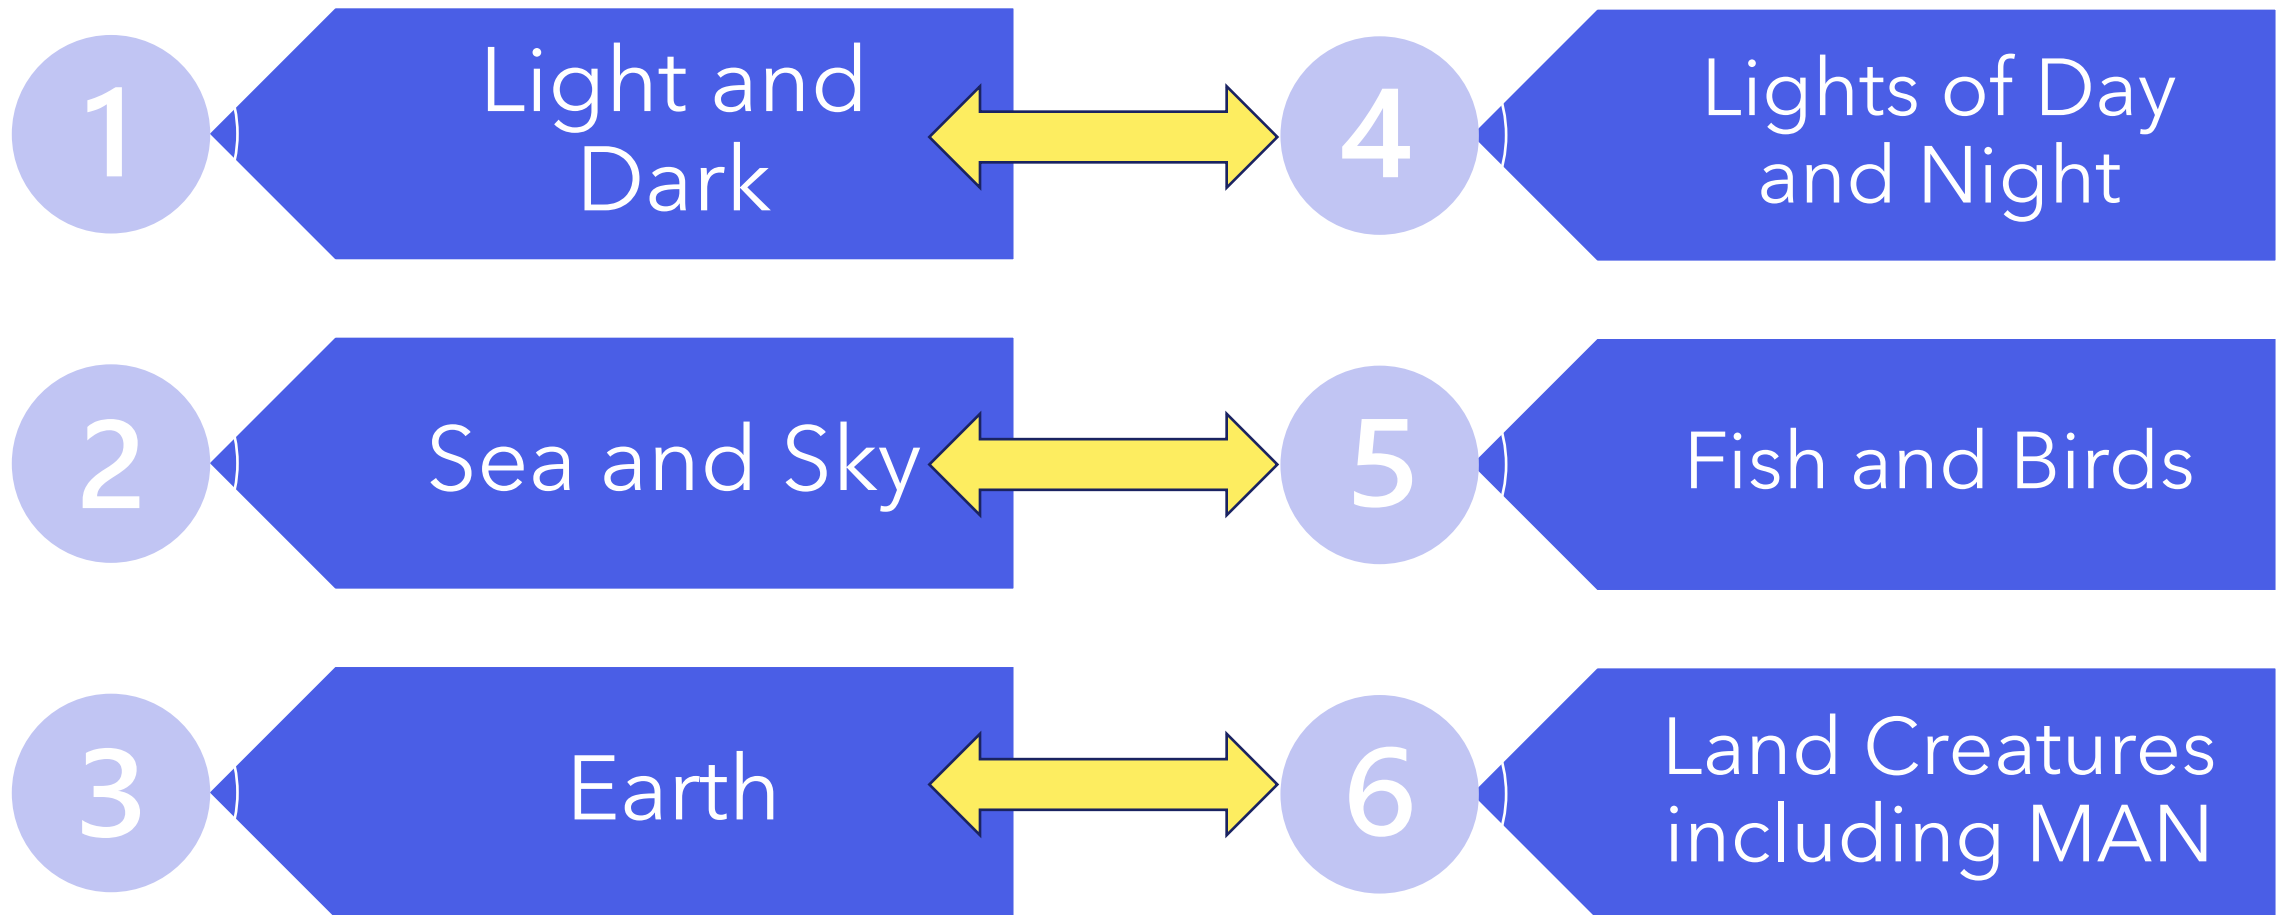 1
Light and
Dark
4
Lights of Day
and Night
2
Sea and Sky
5
Fish and Birds
3
Earth
6
Land Creatures
including MAN